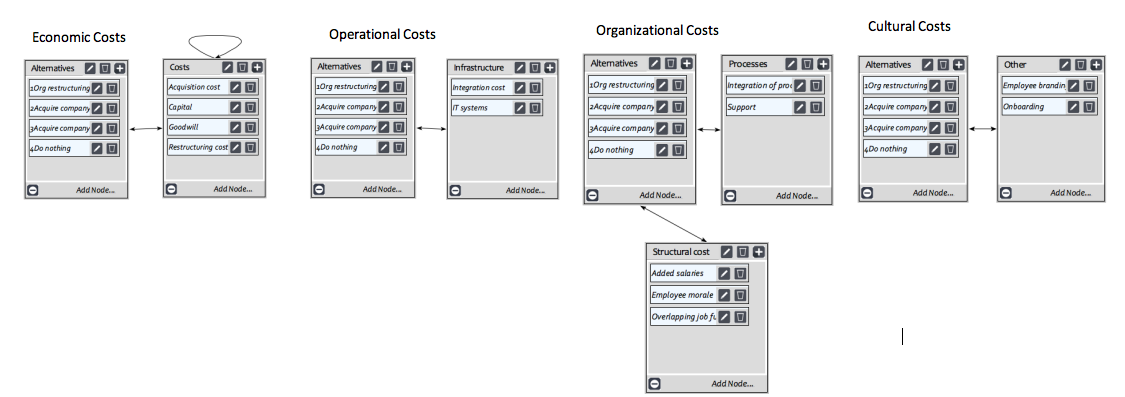 Economic Costs
Alternatives
1Org restructuring
2Acquire company
3Acquire company
4Do nothing
Add Node...
Costs
Acquisition cost
Capital
Goodwill
Restructuring cost
Add Node...
Operational Costs
Alternatives
1Org restructuring
2Acquire company
3Acquire company
4Do nothing
Add Node...
Infrastructure
Integration cost
IT systems
Add Node...
Organizational Costs
Alternatives
1Org restructuring
2Acquire company
3Acquire company
4Do nothing
Add Node...
Processes
Integration of proc
Support
Add Node...
Structural cost
Added salaries
Employee morale
Overlapping job fu
Add Node...
Cultural Costs
Alternatives
1Org restructuring
2Acquire company
3Acquire company
4Do nothing
Add Node...
Other
Employee brandin
Onboarding
Add Node...